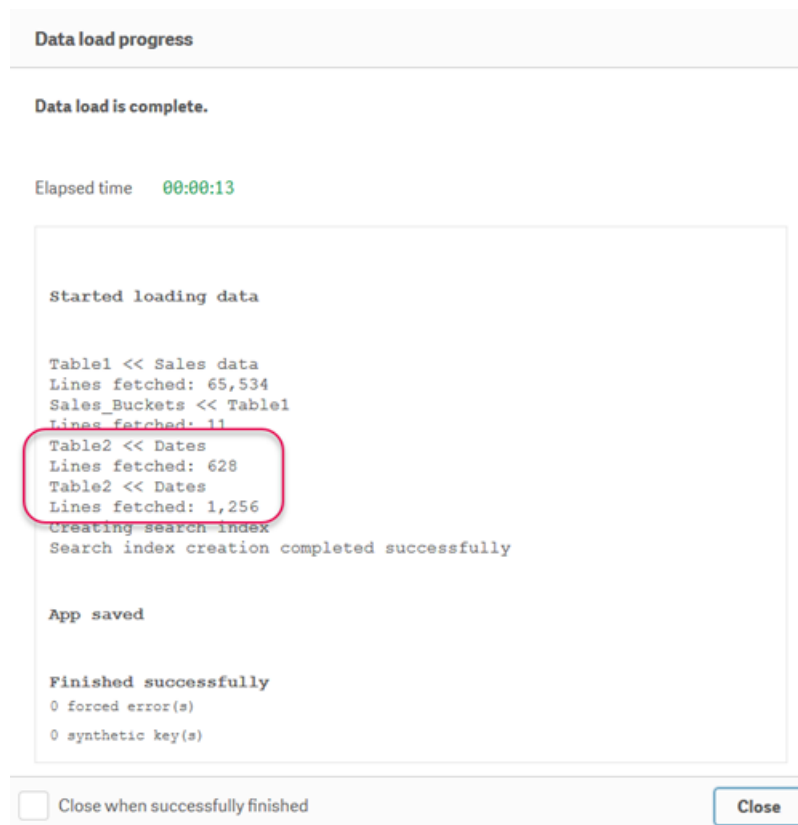 Data load progress
Data load is complete.
Elapsed time 00:00:13
Started loading data
Table1 << Sales data
Lines fetched: 65,534
Sales_Buckets << Table1
Lines fetched: 11
Table2 << Dates
Lines fetched: 628
Table2 << Dates
Lines fetched: 1,256
Creating search index
Search index creation completed successfully
App saved
Finished successfully
0 forced error(s)
0 synthetic key(s)
Close when successfully finished
Close